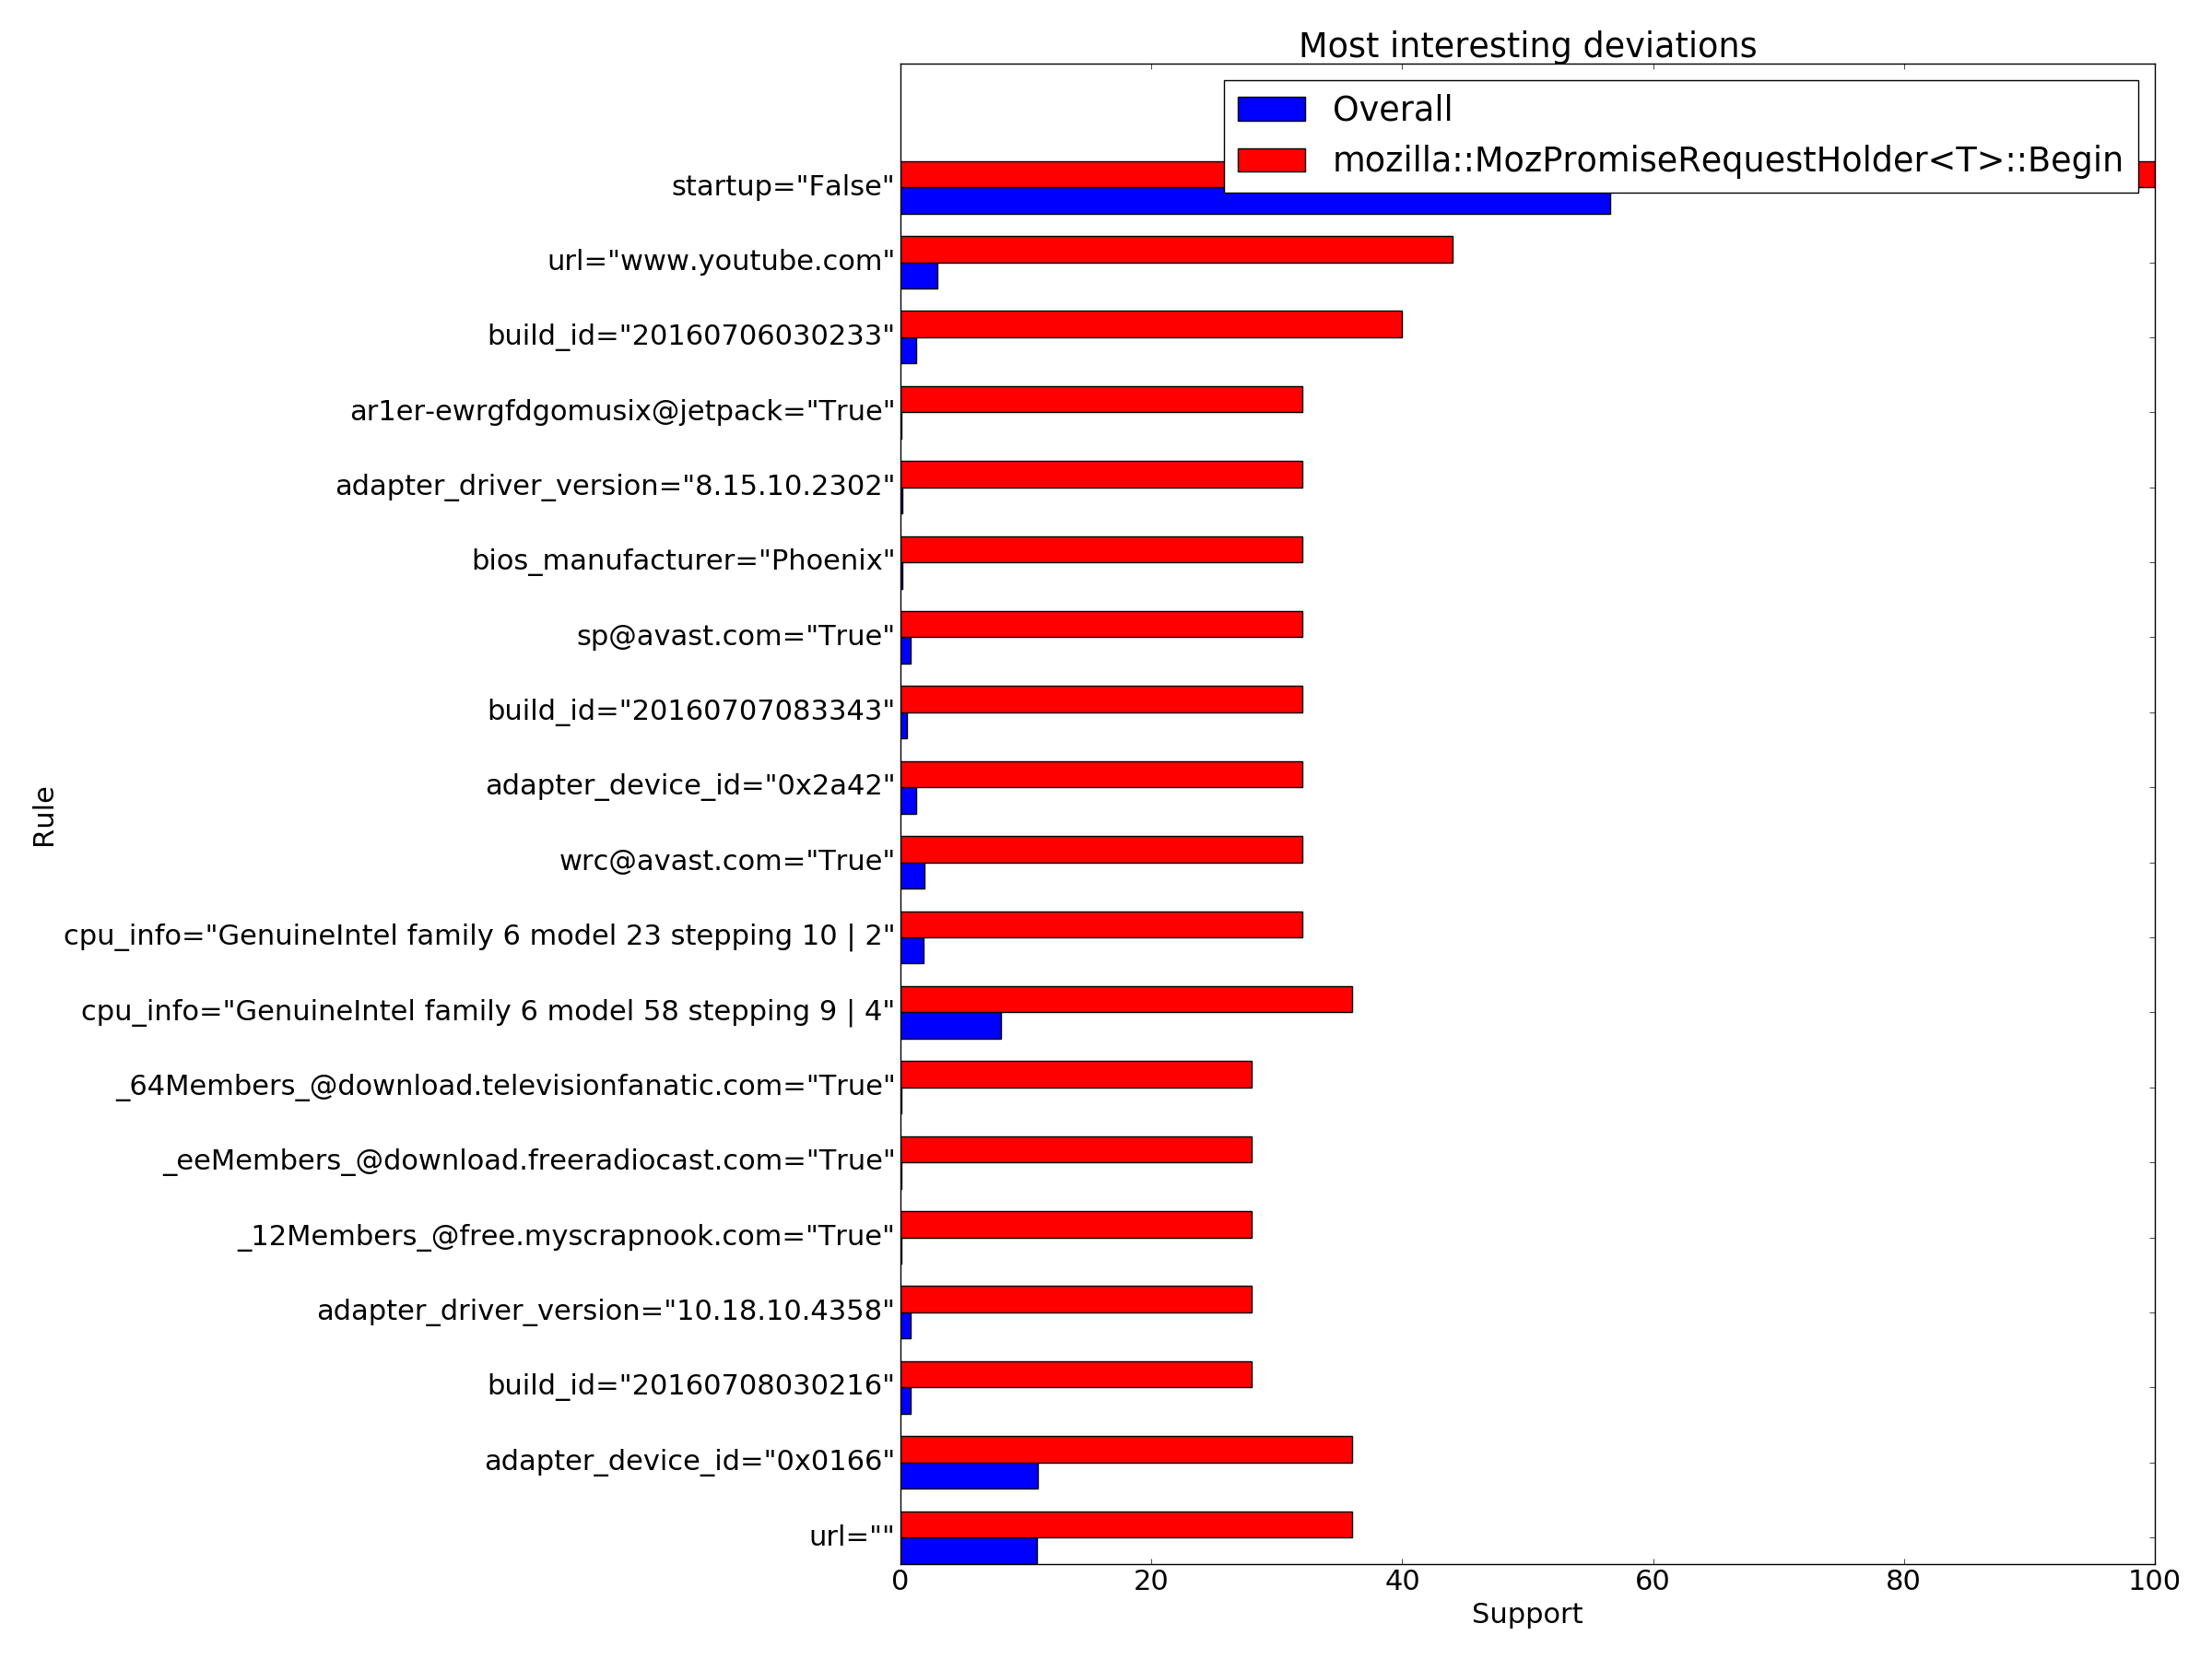 Most interesting deviations
Overall
mozilla::MozPromiseRequestHolder<T>::Begin
startup="False"
url="www.youtube.com"
build_id="20160706030233"
ar1er-ewrgfdgomusix@jetpack="True"
adapter_driver_version="8.15.10.2302"
bios_manufacturer="Phoenix"
sp@avast.com="True"
build_id="20160707083343"
adapter_device_id="0x2a42"
wrc@avast.com="True"
cpu_info="GenuineIntel family 6 model 23 stepping 10 | 2"
cpu_info="GenuineIntel family 6 model 58 stepping 9 | 4"
_64Members_@download.televisionfanatic.com="True"
_eeMembers_@download.freeradiocast.com="True"
_12Members_@free.myscrapnook.com="True"
adapter_driver_version="10.18.10.4358"
build_id="20160708030216"
adapter_device_id="0x0166"
url=""
Rule
0 20 40 60 80 100
Support